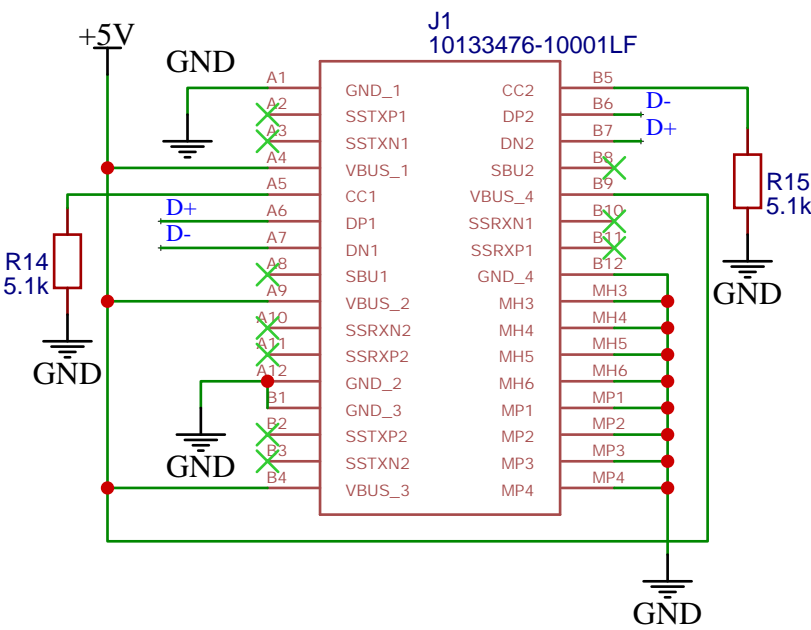 J1
10133476-10001LF
+5V
GND
A1 GND_1 CC2 B5
A2 SSTXP1 DP2 B6 D-
A3 SSTXN1 DN2 B7 D+
A4 VBUS_1 SBU2 B8
A5 CC1 VBUS_4 B9
D+ A6 DP1 SSRXN1 B10
D- A7 DN1 SSRXP1 B11
A8 SBU1 GND_4 B12
A9 VBUS_2 MH3 MH3
A10 SSRXN2 MH4 MH4
A11 SSRXP2 MH5 MH5
A12 GND_2 MH6 MH6
B1 GND_3 MP1 MP1
B2 SSTXP2 MP2 MP2
B3 SSTXN2 MP3 MP3
B4 VBUS_3 MP4 MP4
R14
5.1k
GND
GND
R15
5.1k
GND
GND